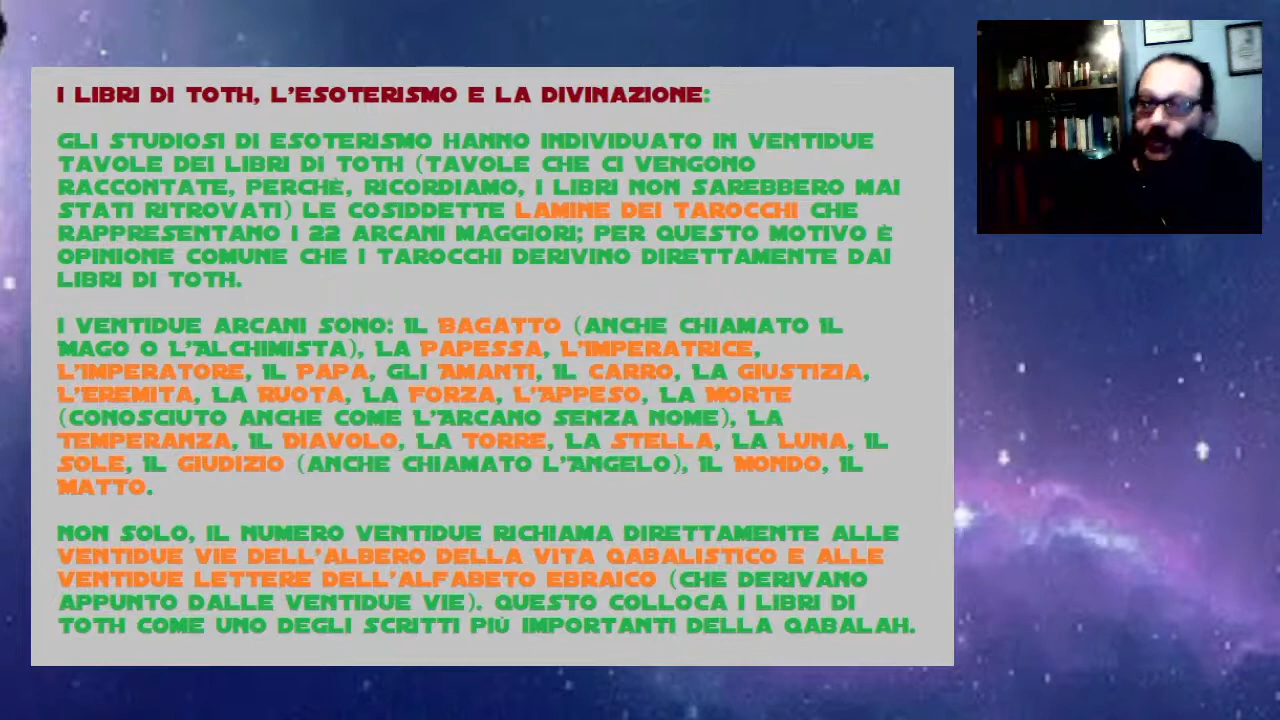 I LIBRI DI TOTH, L'ESOTERISMO E LA DIVINAZIONE:
GLI STUDIOSI DI ESOTERISMO HANNO INDIVIDUATO IN VENTIDUE
TAVOLE DEI LIBRI DI TOTH (TAVOLE CHE CI VENGONO
RACCONTATE, PERCHÈ, RICORDIAMO, I LIBRI NON SAREBBERO MAI
STATI RITROVATI) LE COSIDDETTE LAMINE DEI TAROCCHI CHE
RAPPRESENTANO I 22 ARCANI MAGGIORI; PER QUESTO MOTIVO È
OPINIONE COMUNE CHE I TAROCCHI DERIVINO DIRETTAMENTE DAI
LIBRI DI TOTH.
I VENTIDUE ARCANI SONO: IL BAGATTO (ANCHE CHIAMATO IL
MAGO O L'ALCHIMISTA), LA PAPESSA, L'IMPERATRICE,
L'IMPERATORE, IL PAPA, GLI AMANTI, IL CARRO, LA GIUSTIZIA,
L'EREMITA, LA RUOTA, LA FORZA, L'APPESO, LA MORTE
(CONOSCIUTO ANCHE COME L'ARCANO SENZA NOME), LA
TEMPERANZA, IL DIAVOLO, LA TORRE, LA STELLA, LA LUNA, IL
SOLE, IL GIUDIZIO (ANCHE CHIAMATO L'ANGELO), IL MONDO, IL
MATTO.
NON SOLO, IL NUMERO VENTIDUE RICHIAMA DIRETTAMENTE ALLE
VENTIDUE VIE DELL'ALBERO DELLA VITA QABALISTICO E ALLE
VENTIDUE LETTERE DELL'ALFABETO EBRAICO (CHE DERIVANO
APPUNTO DALLE VENTIDUE VIE). QUESTO COLLOCA I LIBRI DI
TOTH COME UNO DEGLI SCRITTI PIÙ IMPORTANTI DELLA QABALAH.